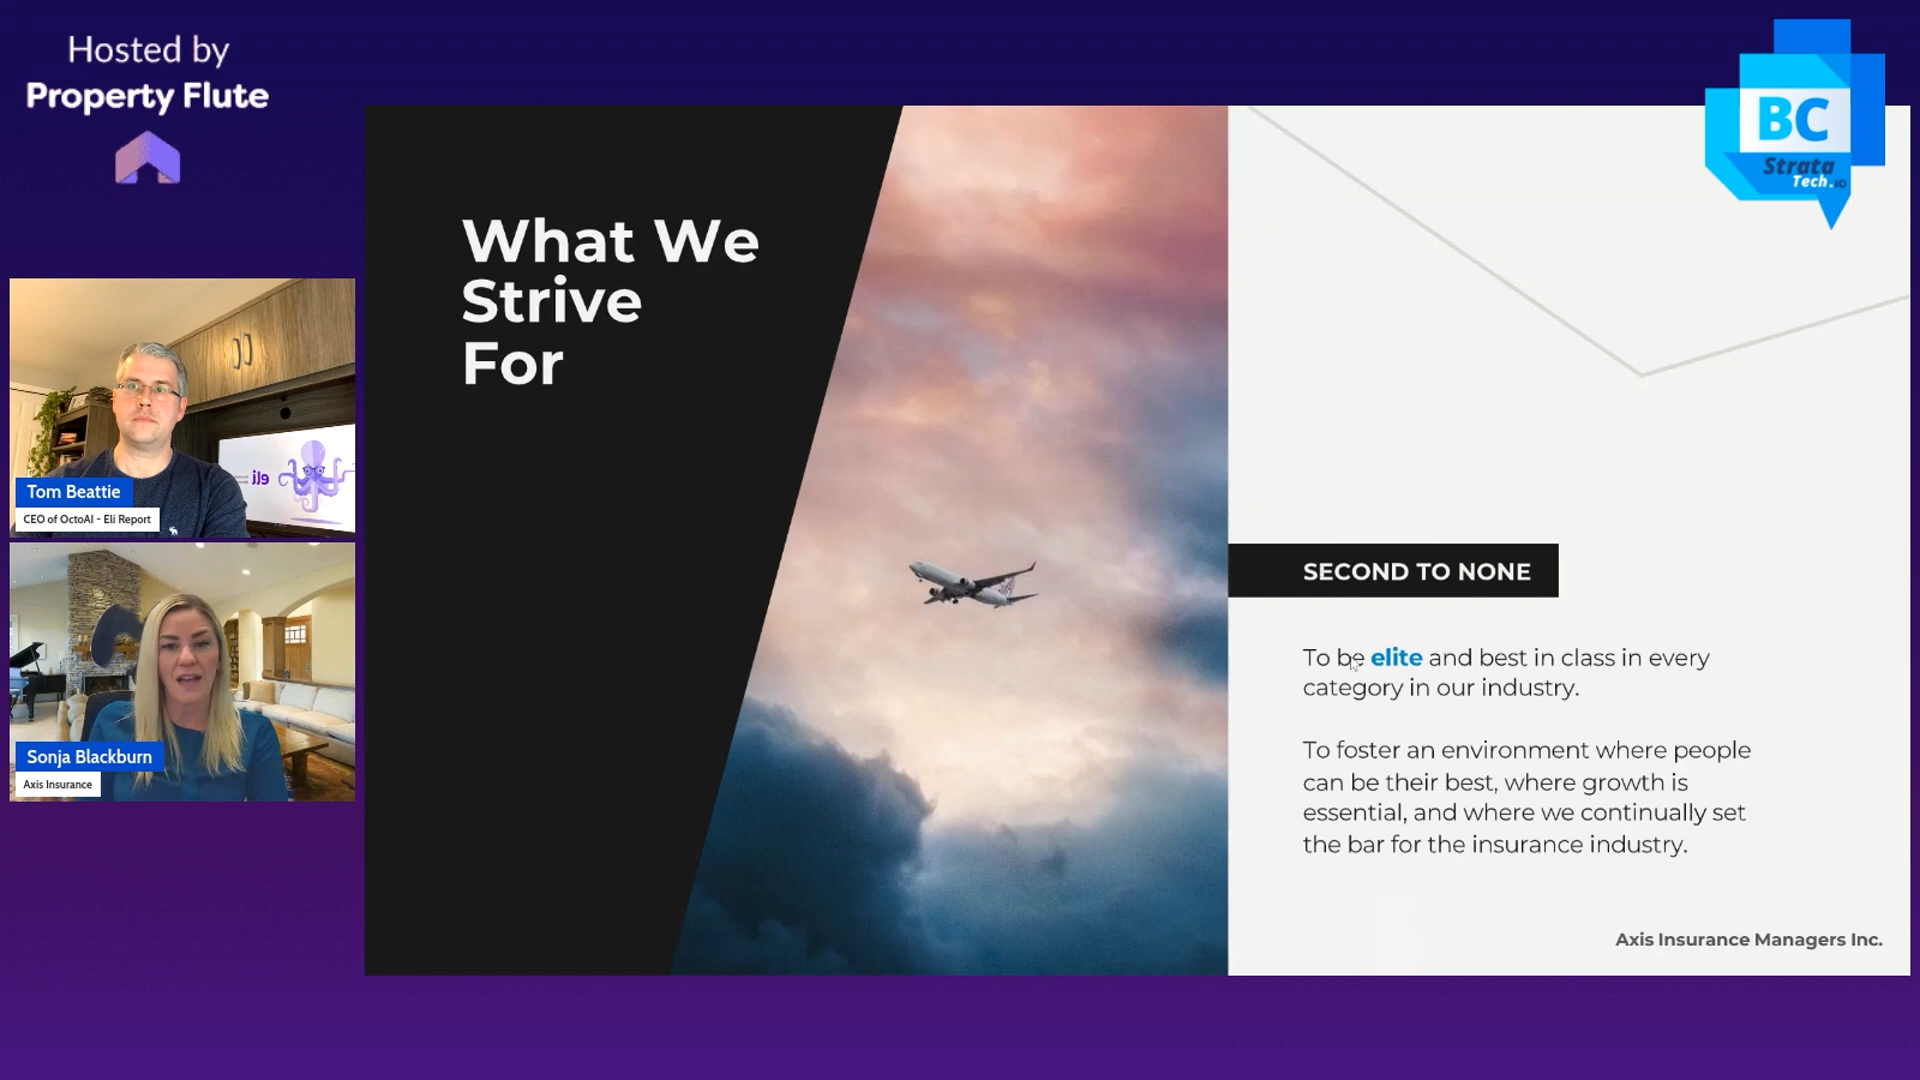 Hosted by
Property Flute
BC
Strata
Tech.IO
What We
Strive
For
eli
Tom Beattie
CEO of OctoAI - Eli Report
Sonja Blackburn
Axis Insurance
SECOND TO NONE
To be elite and best in class in every
category in our industry.
To foster an environment where people
can be their best, where growth is
essential, and where we continually set
the bar for the insurance industry.
Axis Insurance Managers Inc.